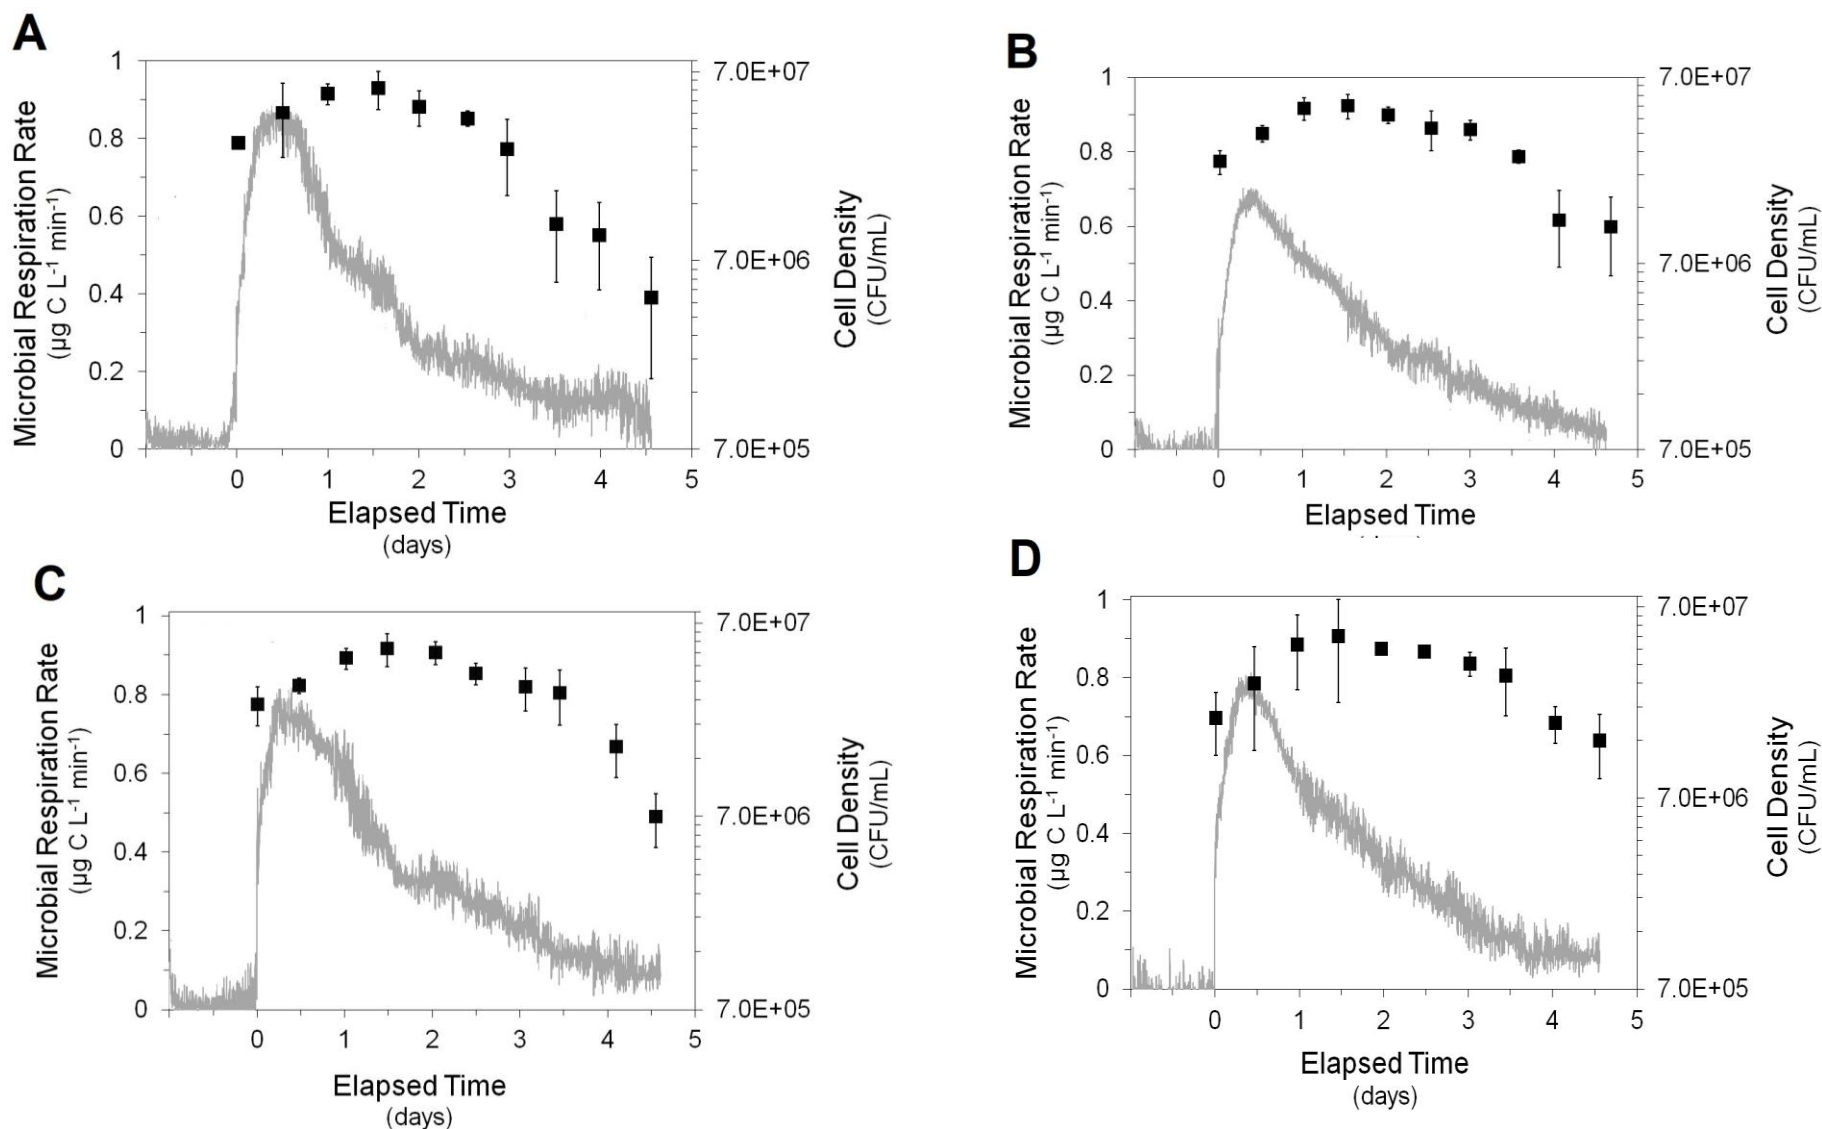 A
Microbial Respiration Rate
(µg C L-1 min-1)
1
0.8
0.6
0.4
0.2
0
7.0E+07
7.0E+06
7.0E+05
Cell Density
(CFU/mL)
0 1 2 3 4 5
Elapsed Time
(days)
B
Microbial Respiration Rate
(µg C L-1 min-1)
1
0.8
0.6
0.4
0.2
0
7.0E+07
7.0E+06
7.0E+05
Cell Density
(CFU/mL)
0 1 2 3 4 5
Elapsed Time
C
Microbial Respiration Rate
(µg C L-1 min-1)
1
0.8
0.6
0.4
0.2
0
7.0E+07
7.0E+06
7.0E+05
Cell Density
(CFU/mL)
0 1 2 3 4 5
Elapsed Time
(days)
D
Microbial Respiration Rate
(µg C L-1 min-1)
1
0.8
0.6
0.4
0.2
0
7.0E+07
7.0E+06
7.0E+05
Cell Density
(CFU/mL)
0 1 2 3 4 5
Elapsed Time
(days)